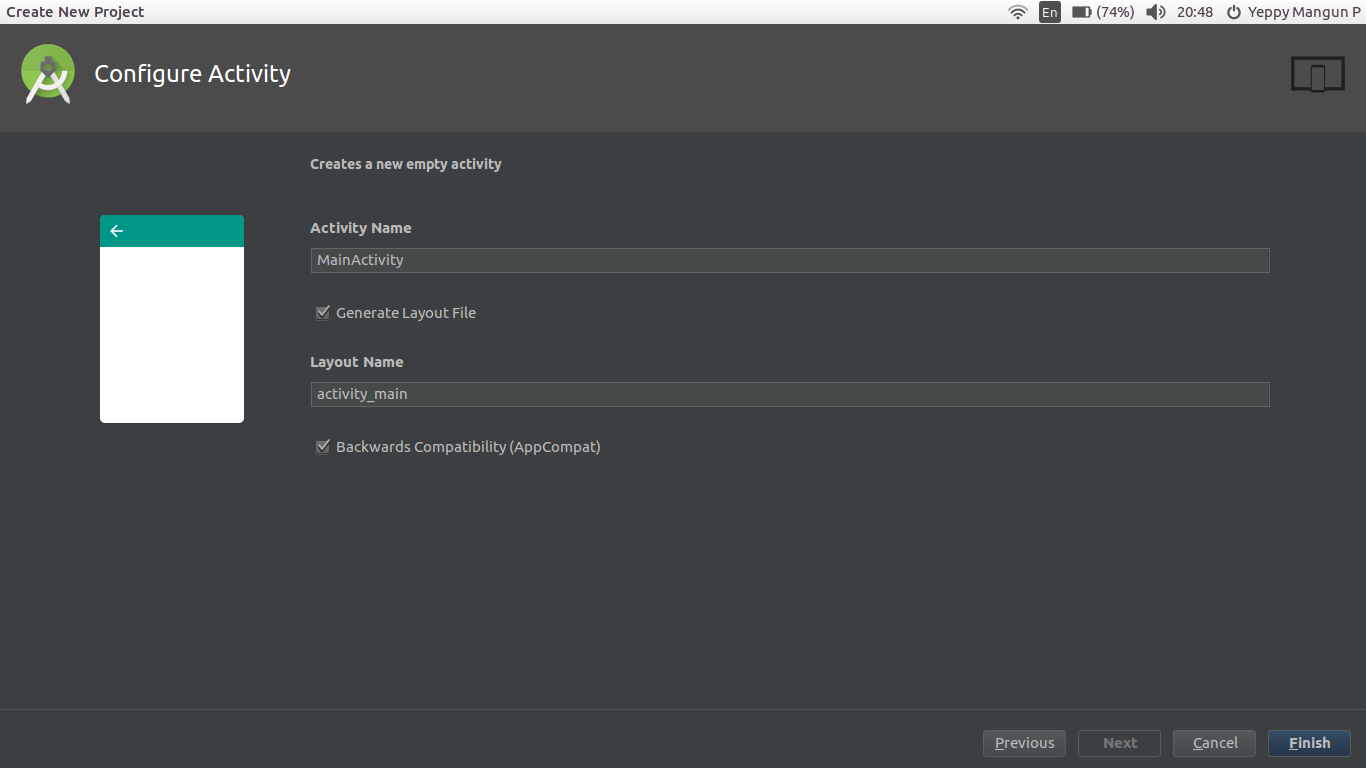 Create New Project En (74%) 20:48 Yeppy Mangun P
Configure Activity
Creates a new empty activity
Activity Name
MainActivity
Generate Layout File
Layout Name
activity_main
Backwards Compatibility (AppCompat)
Previous Next Cancel Finish